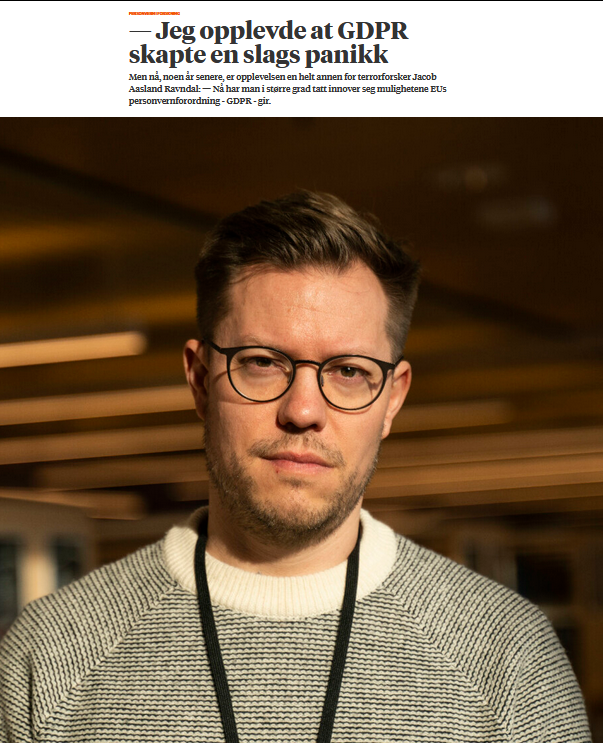 — Jeg opplevde at GDPR
skapte en slags panikk
Men nå, noen år senere, er opplevelsen en helt annen for terrorforsker Jacob
Aasland Ravndal: — Nå har man i større grad tatt innover seg mulighetene EUs
personvernforordning - GDPR - gir.